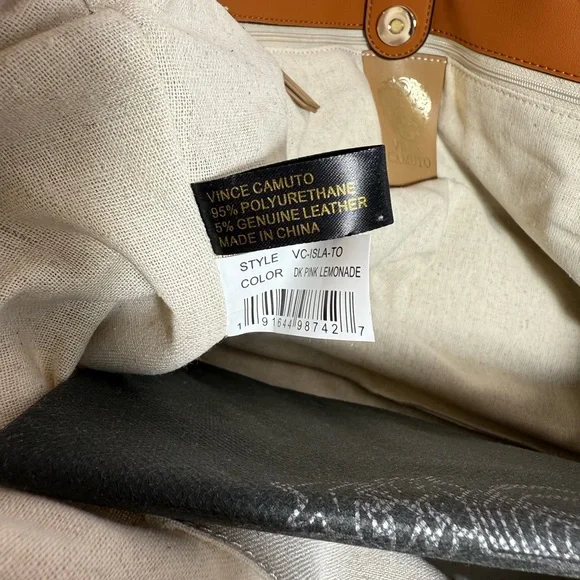 CAMUTO
VINCE CAMUTO
95% POLYURETHANE
5% GENUINE LEATHER
MADE IN CHINA
STYLE VC-ISLA-TO
COLOR DK PINK LEMONADE
1 91644 98742 7